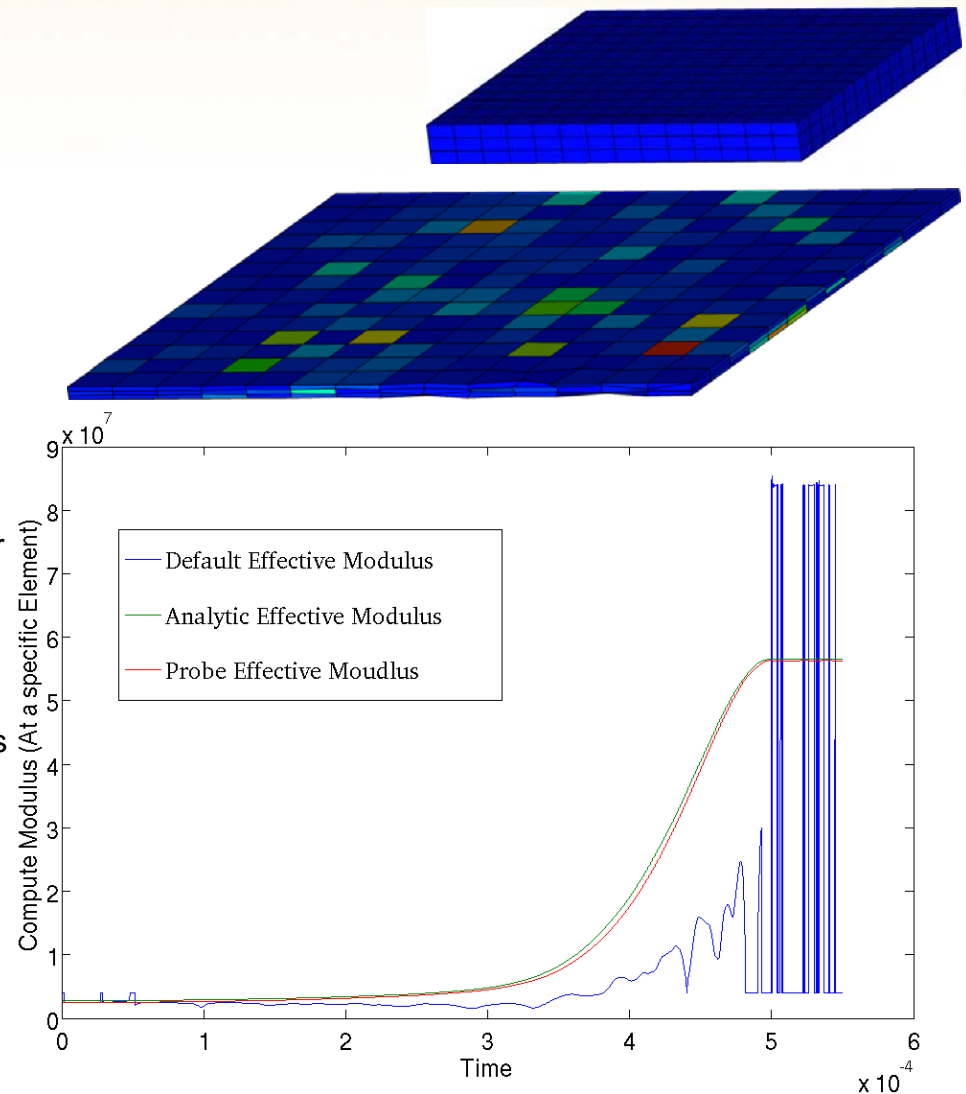 x 10
7
9
8
7
6
5
4
3
2
1
0
Compute Modulus (At a specific Element)
s
Default Effective Modulus
Analytic Effective Modulus
Probe Effective Moudlus
0
1
2
3
4
5
6
Time
x 10
-4